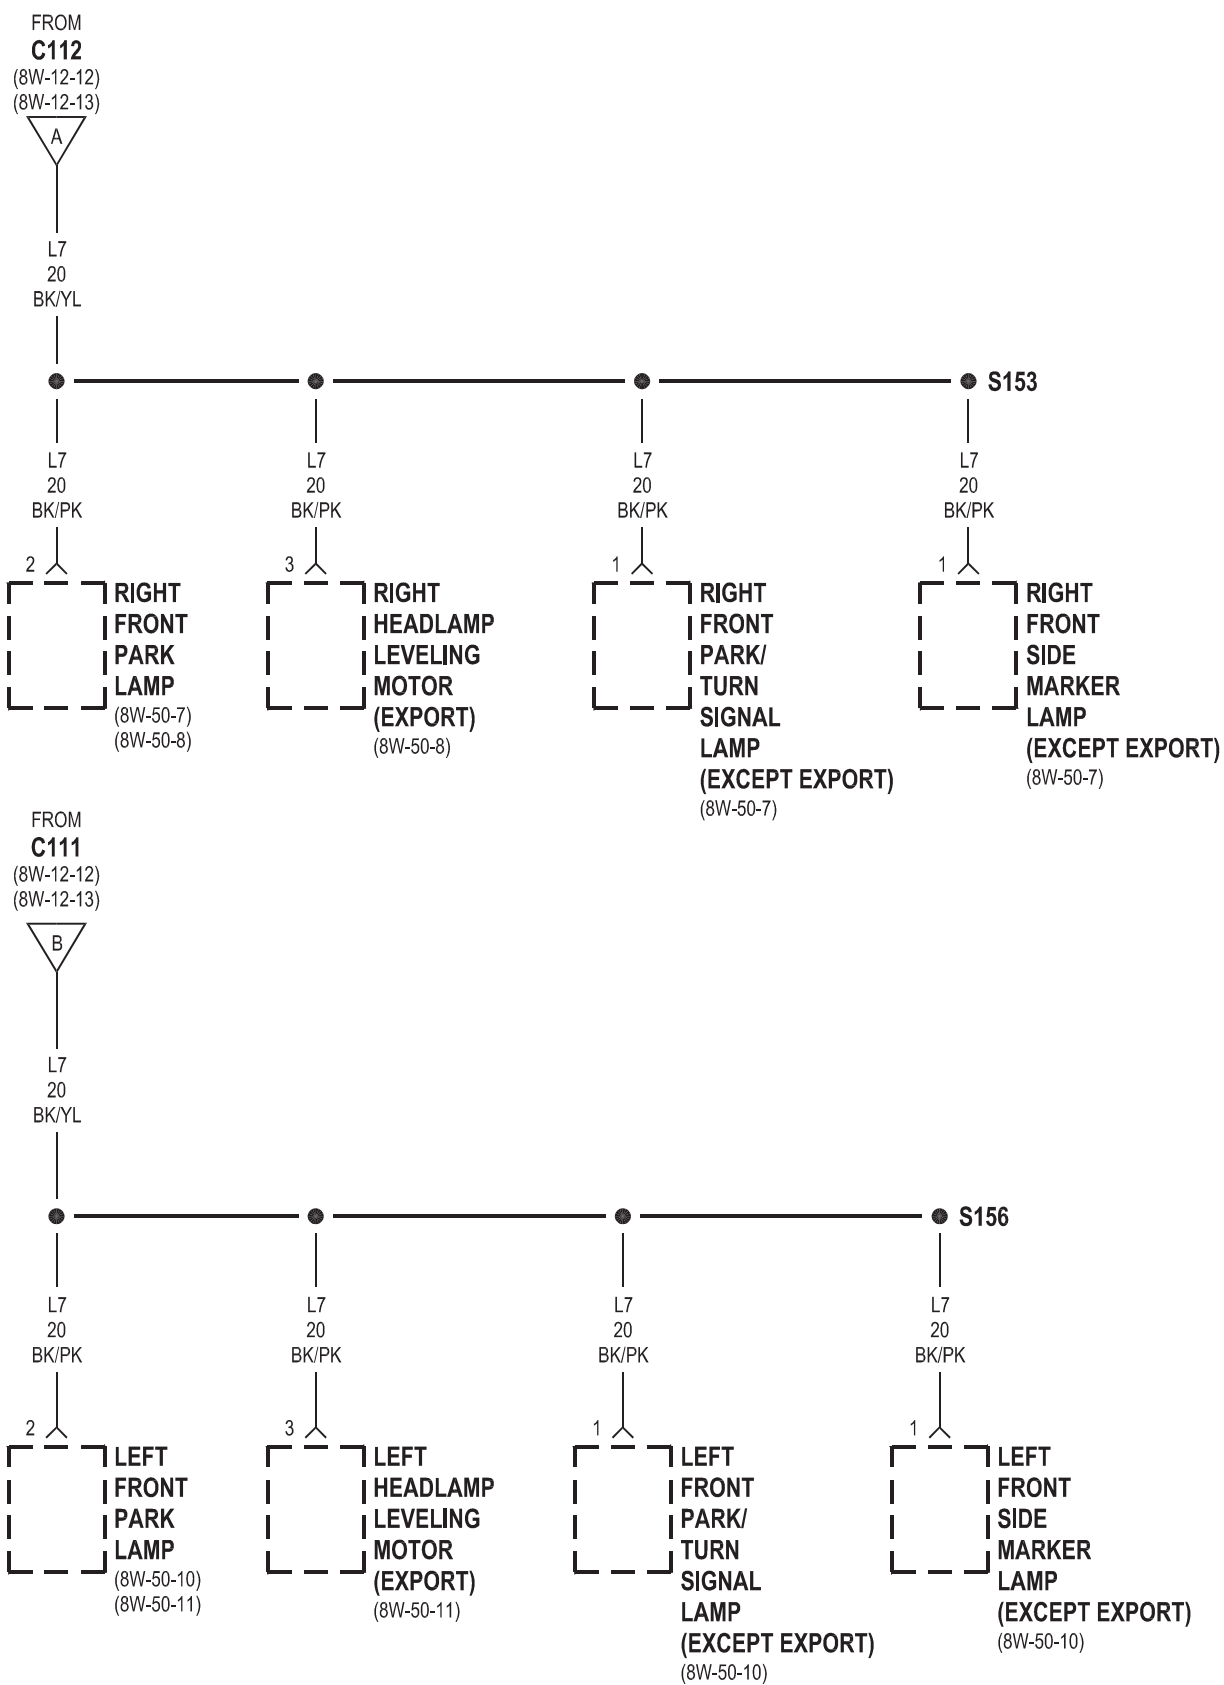 FROM
C112
(8W-12-12)
(8W-12-13)
A
L7
20
BK/YL
S153
L7
20
BK/PK
L7
20
BK/PK
L7
20
BK/PK
L7
20
BK/PK
2
RIGHT
FRONT
PARK
LAMP
(8W-50-7)
(8W-50-8)
3
RIGHT
HEADLAMP
LEVELING
MOTOR
(EXPORT)
(8W-50-8)
1
RIGHT
FRONT
PARK/
TURN
SIGNAL
LAMP
(EXCEPT EXPORT)
(8W-50-7)
1
RIGHT
FRONT
SIDE
MARKER
LAMP
(EXCEPT EXPORT)
(8W-50-7)
FROM
C111
(8W-12-12)
(8W-12-13)
B
L7
20
BK/YL
S156
L7
20
BK/PK
L7
20
BK/PK
L7
20
BK/PK
L7
20
BK/PK
2
LEFT
FRONT
PARK
LAMP
(8W-50-10)
(8W-50-11)
3
LEFT
HEADLAMP
LEVELING
MOTOR
(EXPORT)
(8W-50-11)
1
LEFT
FRONT
PARK/
TURN
SIGNAL
LAMP
(EXCEPT EXPORT)
(8W-50-10)
1
LEFT
FRONT
SIDE
MARKER
LAMP
(EXCEPT EXPORT)
(8W-50-10)